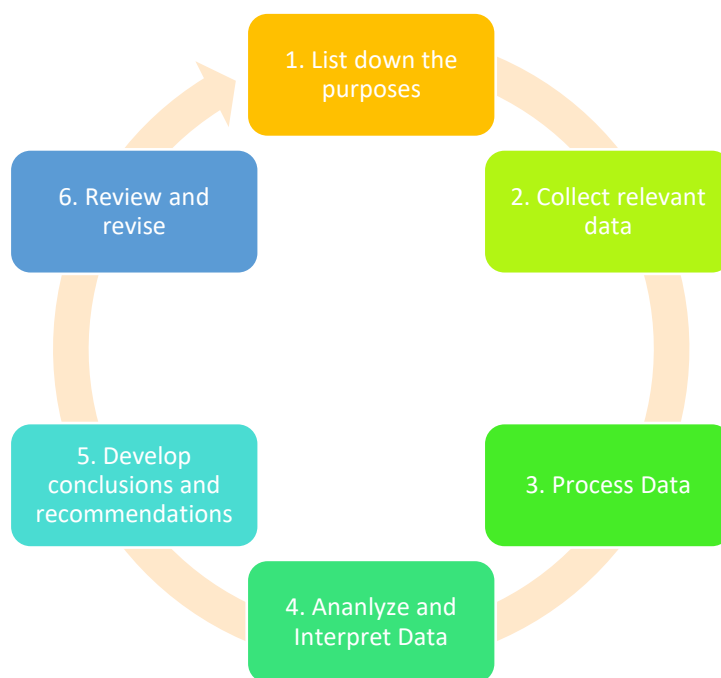 1. List down the
purposes
2. Collect relevant
data
3. Process Data
4. Ananlyze and
Interpret Data
5. Develop
conclusions and
recommendations
6. Review and
revise